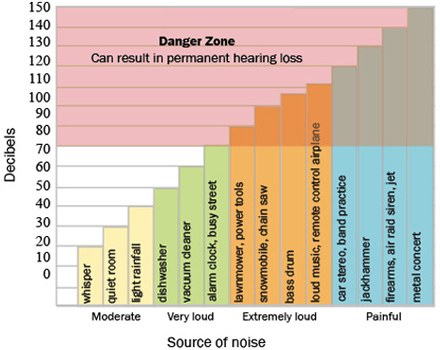 150
140
130
120
110
100
90
80
70
60
50
40
30
20
10
0
Decibels
Danger Zone
Can result in permanent hearing loss
whisper
quiet room
light rainfall
dishwasher
vacuum cleaner
alarm clock, busy street
lawnmower, power tools
snowmobile, chain saw
bass drum
loud music, remote control airplane
car stereo, band practice
jackhammer
firearms, air raid siren, jet
metal concert
Moderate
Very loud
Extremely loud
Painful
Source of noise